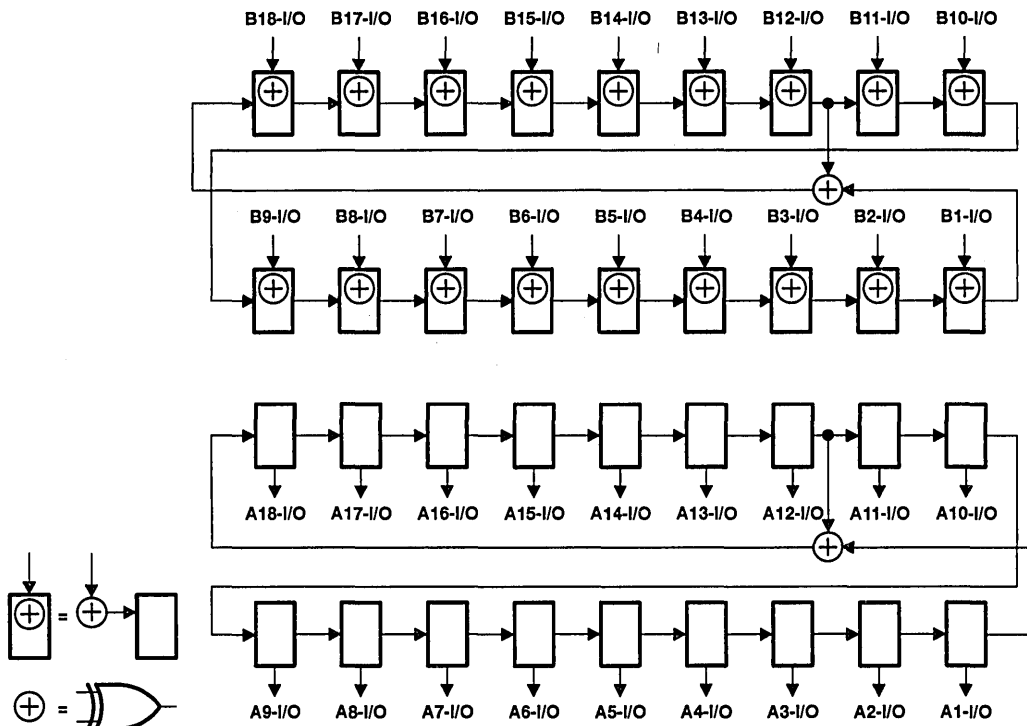 B18-I/O B17-I/O B16-I/O B15-I/O B14-I/O B13-I/O B12-I/O B11-I/O B10-I/O
B9-I/O B8-I/O B7-I/O B6-I/O B5-I/O B4-I/O B3-I/O B2-I/O B1-I/O
A18-I/O A17-I/O A16-I/O A15-I/O A14-I/O A13-I/O A12-I/O A11-I/O A10-I/O
=
=
A9-I/O A8-I/O A7-I/O A6-I/O A5-I/O A4-I/O A3-I/O A2-I/O A1-I/O